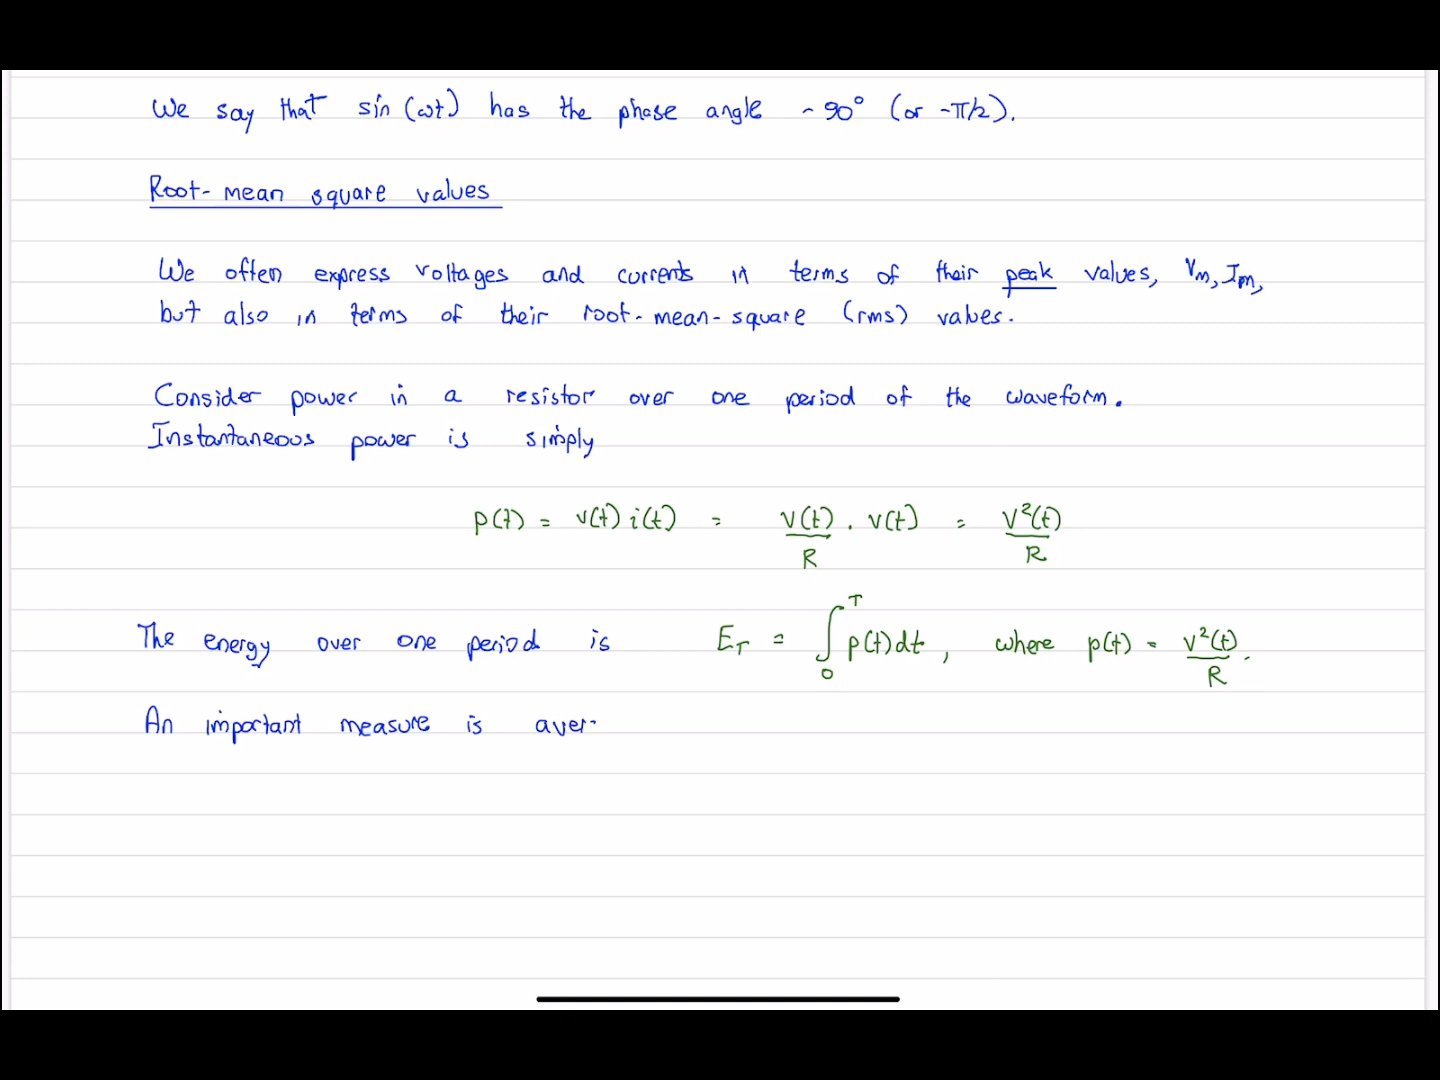 We say that sin (ωt) has the phase angle -90° (or -π/2).
Root-mean square values
We often express voltages and currents in terms of their peak values, Vm, Im,
but also in terms of their root-mean-square (rms) values.
Consider power in a resistor over one period of the waveform.
Instantaneous power is simply
p(t) = v(t) i(t) = v(t)/R . v(t) = v²(t)/R
The energy over one period is E_T = ∫₀ᵀ p(t)dt, where p(t) = v²(t)/R.
An important measure is aver